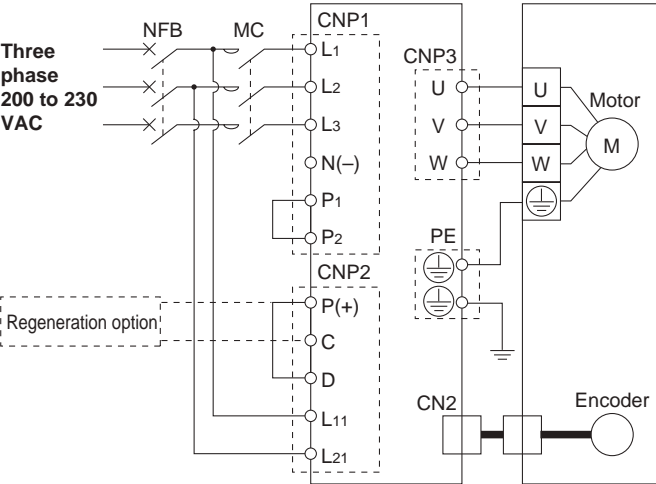 NFB
MC
CNP1
Three
phase
200 to 230
VAC
L1
L2
L3
N(–)
P1
P2
CNP3
U
V
W
U
V
W
Motor
M
PE
CNP2
Regeneration option
P(+)
C
D
L11
L21
CN2
Encoder